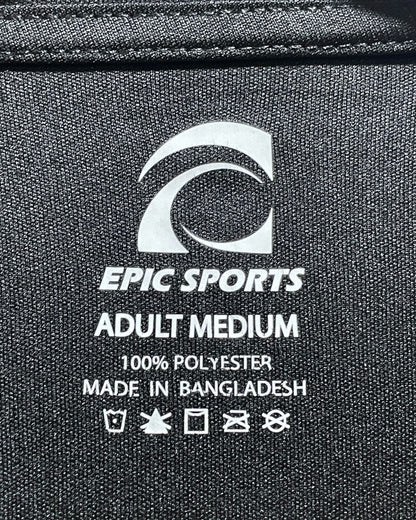 EPIC SPORTS
ADULT MEDIUM
100% POLYESTER
MADE IN BANGLADESH